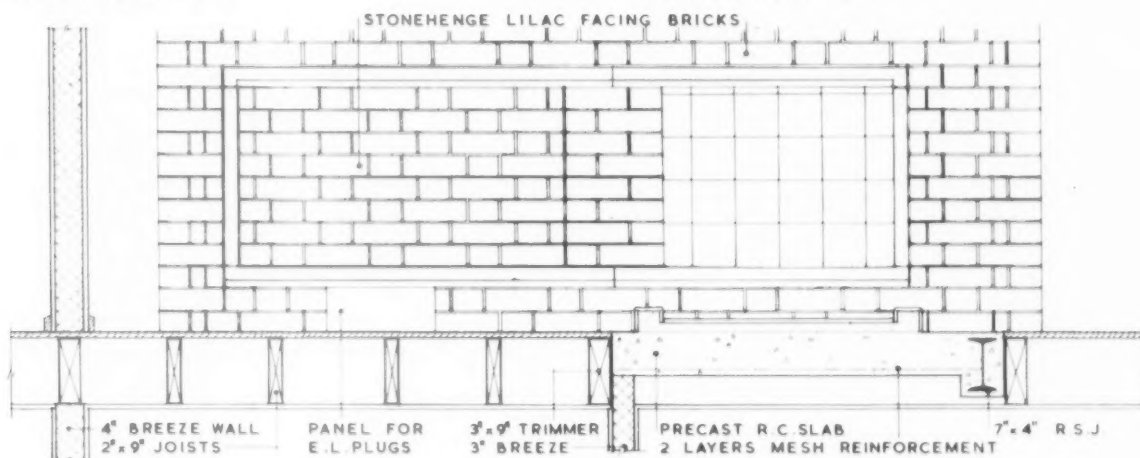 STONEHENGE LILAC FACING BRICKS
4" BREEZE WALL
2"x 9" JOISTS
PANEL FOR
E.L. PLUGS
3"x 9" TRIMMER
3" BREEZE
PRECAST R.C. SLAB
2 LAYERS MESH REINFORCEMENT
7"x 4" R.S.J